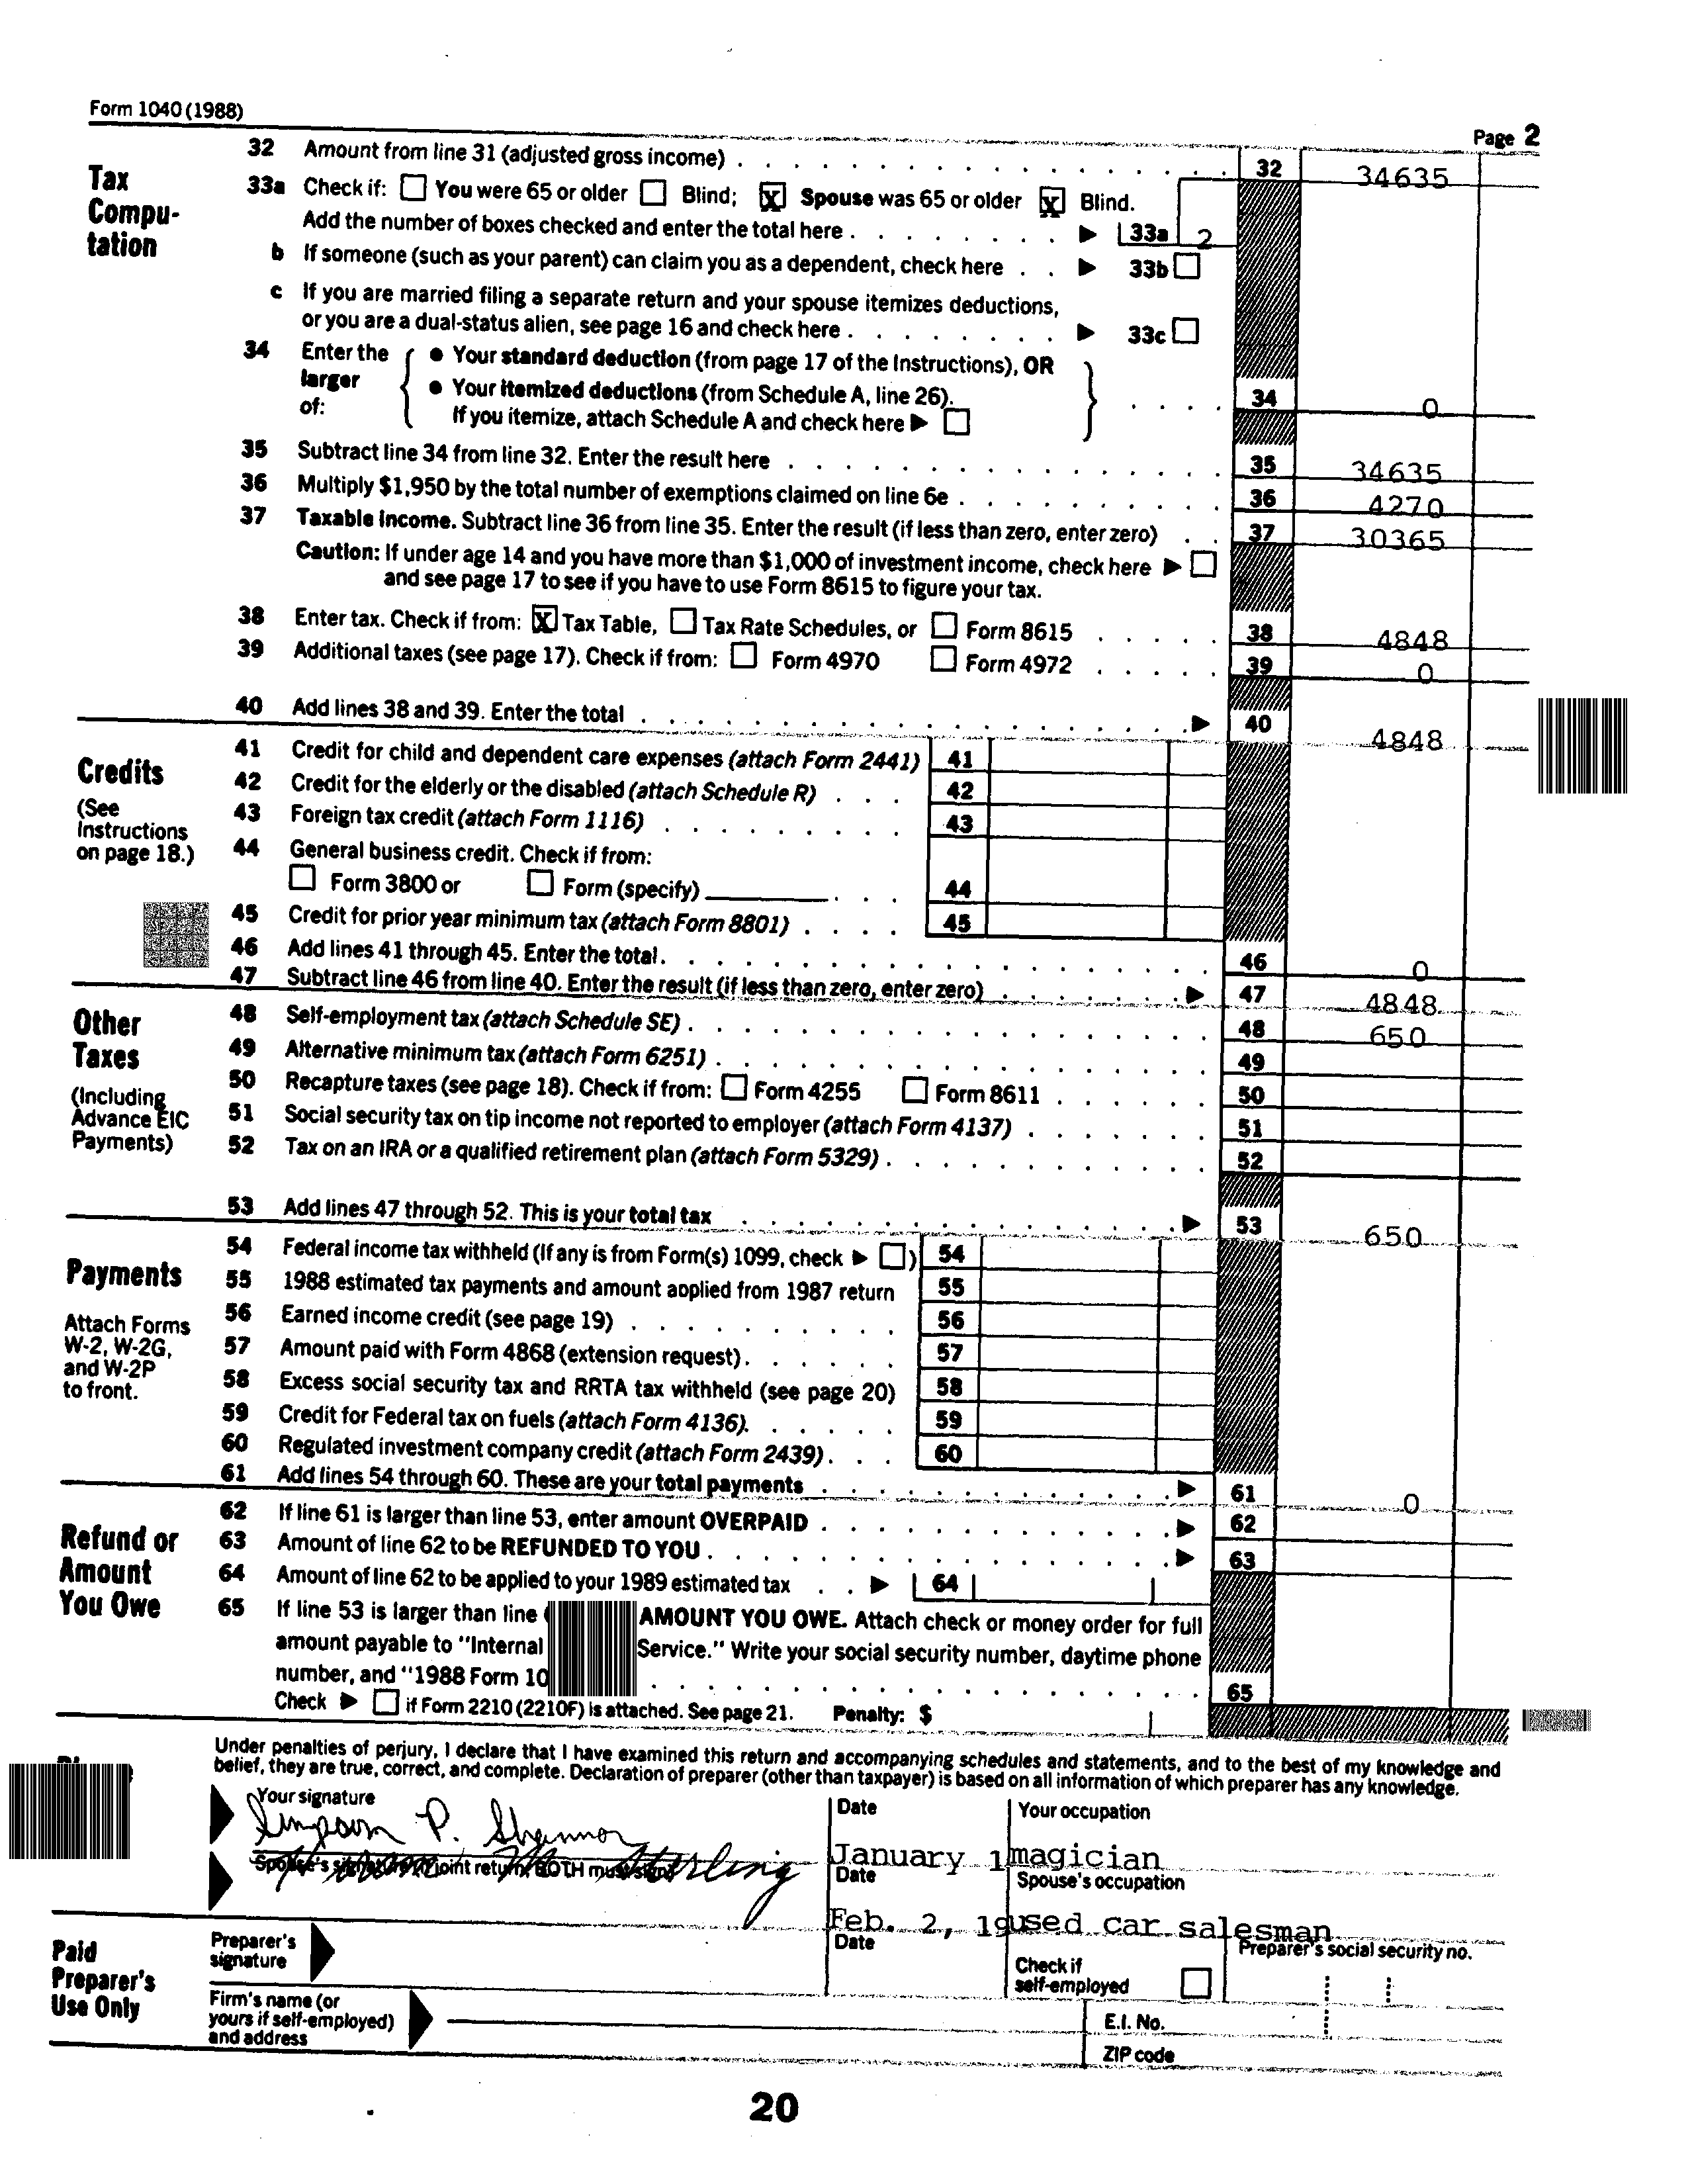 Form 1040 (1988)
Page 2
Tax Compu-tation
32 Amount from line 31 (adjusted gross income) 32 34635
33a Check if: You were 65 or older Blind; X Spouse was 65 or older X Blind.
Add the number of boxes checked and enter the total here 33a 2
b If someone (such as your parent) can claim you as a dependent, check here 33b
c If you are married filing a separate return and your spouse itemizes deductions,
or you are a dual-status alien, see page 16 and check here 33c
34 Enter the larger of: { ● Your standard deduction (from page 17 of the Instructions), OR
● Your itemized deductions (from Schedule A, line 26).
If you itemize, attach Schedule A and check here ▶ } 34 0
35 Subtract line 34 from line 32. Enter the result here 35 34635
36 Multiply $1,950 by the total number of exemptions claimed on line 6e 36 4270
37 Taxable income. Subtract line 36 from line 35. Enter the result (if less than zero, enter zero) 37 30365
Caution: If under age 14 and you have more than $1,000 of investment income, check here ▶
and see page 17 to see if you have to use Form 8615 to figure your tax.
38 Enter tax. Check if from: X Tax Table, Tax Rate Schedules, or Form 8615 38 4848
39 Additional taxes (see page 17). Check if from: Form 4970 Form 4972 39 0
40 Add lines 38 and 39. Enter the total ▶ 40 4848
Credits
(See Instructions on page 18.)
41 Credit for child and dependent care expenses (attach Form 2441) 41
42 Credit for the elderly or the disabled (attach Schedule R) 42
43 Foreign tax credit (attach Form 1116) 43
44 General business credit. Check if from:
Form 3800 or Form (specify) 44
45 Credit for prior year minimum tax (attach Form 8801) 45
46 Add lines 41 through 45. Enter the total 46 0
47 Subtract line 46 from line 40. Enter the result (if less than zero, enter zero) ▶ 47 4848
Other Taxes
(Including Advance EIC Payments)
48 Self-employment tax (attach Schedule SE) 48 650
49 Alternative minimum tax (attach Form 6251) 49
50 Recapture taxes (see page 18). Check if from: Form 4255 Form 8611 50
51 Social security tax on tip income not reported to employer (attach Form 4137) 51
52 Tax on an IRA or a qualified retirement plan (attach Form 5329) 52
53 Add lines 47 through 52. This is your total tax ▶ 53 650
Payments
Attach Forms W-2, W-2G, and W-2P to front.
54 Federal income tax withheld (If any is from Form(s) 1099, check ▶ ) 54
55 1988 estimated tax payments and amount applied from 1987 return 55
56 Earned income credit (see page 19) 56
57 Amount paid with Form 4868 (extension request) 57
58 Excess social security tax and RRTA tax withheld (see page 20) 58
59 Credit for Federal tax on fuels (attach Form 4136) 59
60 Regulated investment company credit (attach Form 2439) 60
61 Add lines 54 through 60. These are your total payments ▶ 61 0
Refund or Amount You Owe
62 If line 61 is larger than line 53, enter amount OVERPAID ▶ 62
63 Amount of line 62 to be REFUNDED TO YOU ▶ 63
64 Amount of line 62 to be applied to your 1989 estimated tax ▶ 64
65 If line 53 is larger than line AMOUNT YOU OWE. Attach check or money order for full
amount payable to "Internal Service." Write your social security number, daytime phone
number, and "1988 Form 10 65
Check ▶ if Form 2210 (2210F) is attached. See page 21. Penalty: $
Under penalties of perjury, I declare that I have examined this return and accompanying schedules and statements, and to the best of my knowledge and
belief, they are true, correct, and complete. Declaration of preparer (other than taxpayer) is based on all information of which preparer has any knowledge.
Your signature Date Your occupation
Simpson P. Shannon January 1 magician
Spouse's signature (if joint return, BOTH must sign) Date Spouse's occupation
M. Sterling Feb. 2, 19 used car salesman
Paid Preparer's Use Only
Preparer's signature Date Check if self-employed Preparer's social security no.
Firm's name (or yours if self-employed) and address E.I. No.
ZIP code
20